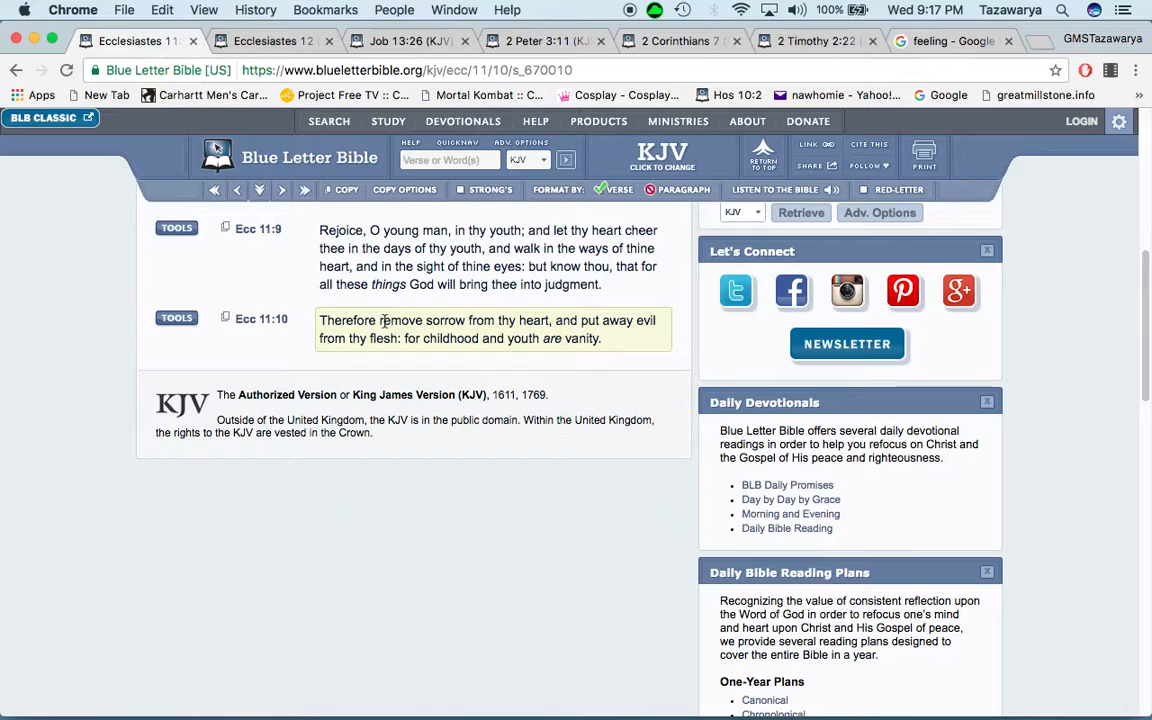 Chrome File Edit View History Bookmarks People Window Help 100% Wed 9:17 PM Tazawarya
Ecclesiastes 11: Ecclesiastes 12 ( Job 13:26 (KJV) 2 Peter 3:11 (KJV 2 Corinthians 7 ( 2 Timothy 2:22 ( feeling - Google GMSTazawarya
Blue Letter Bible [US] https://www.blueletterbible.org/kjv/ecc/11/10/s_670010
Apps New Tab Carhartt Men's Car... Project Free TV :: C... Mortal Kombat :: C... Cosplay - Cosplay... Hos 10:2 nawhomie - Yahoo!... Google greatmillstone.info »
BLB CLASSIC SEARCH STUDY DEVOTIONALS HELP PRODUCTS MINISTRIES ABOUT DONATE LOGIN
HELP QUICKNAV ADV. OPTIONS
Blue Letter Bible Verse or Word(s) KJV
KJV
CLICK TO CHANGE
RETURN
TO TOP
LINK CITE THIS
SHARE FOLLOW PRINT
COPY COPY OPTIONS STRONG'S FORMAT BY: VERSE PARAGRAPH LISTEN TO THE BIBLE RED-LETTER
KJV Retrieve Adv. Options
TOOLS Ecc 11:9 Rejoice, O young man, in thy youth; and let thy heart cheer
thee in the days of thy youth, and walk in the ways of thine
heart, and in the sight of thine eyes: but know thou, that for
all these things God will bring thee into judgment.
TOOLS Ecc 11:10 Therefore remove sorrow from thy heart, and put away evil
from thy flesh: for childhood and youth are vanity.
KJV The Authorized Version or King James Version (KJV), 1611, 1769.
Outside of the United Kingdom, the KJV is in the public domain. Within the United Kingdom,
the rights to the KJV are vested in the Crown.
Let's Connect
NEWSLETTER
Daily Devotionals
Blue Letter Bible offers several daily devotional
readings in order to help you refocus on Christ and
the Gospel of His peace and righteousness.
BLB Daily Promises
Day by Day by Grace
Morning and Evening
Daily Bible Reading
Daily Bible Reading Plans
Recognizing the value of consistent reflection upon
the Word of God in order to refocus one's mind
and heart upon Christ and His Gospel of peace,
we provide several reading plans designed to
cover the entire Bible in a year.
One-Year Plans
Canonical
Chronological